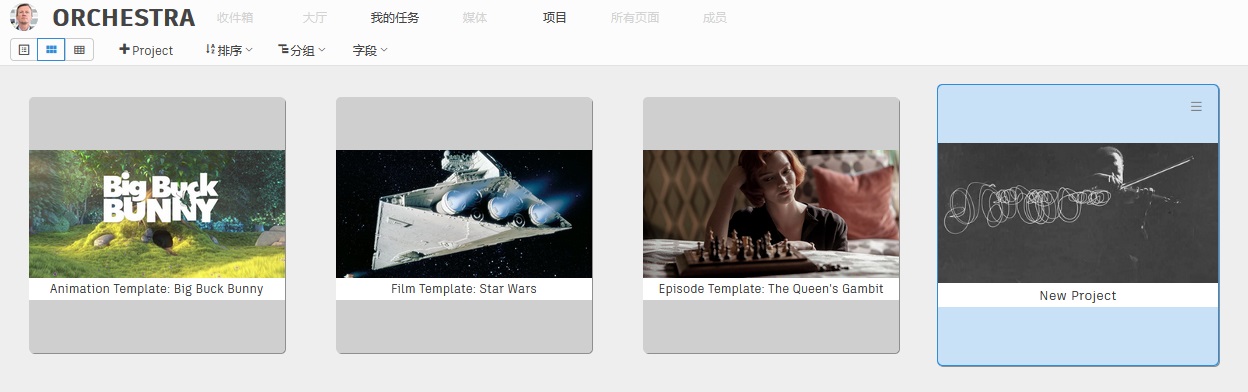 ORCHESTRA 收件箱 大厅 我的任务 媒体 项目 所有页面 成员
Project 排序 分组 字段
Big Buck
BUNNY
Animation Template: Big Buck Bunny
Film Template: Star Wars
Episode Template: The Queen's Gambit
New Project